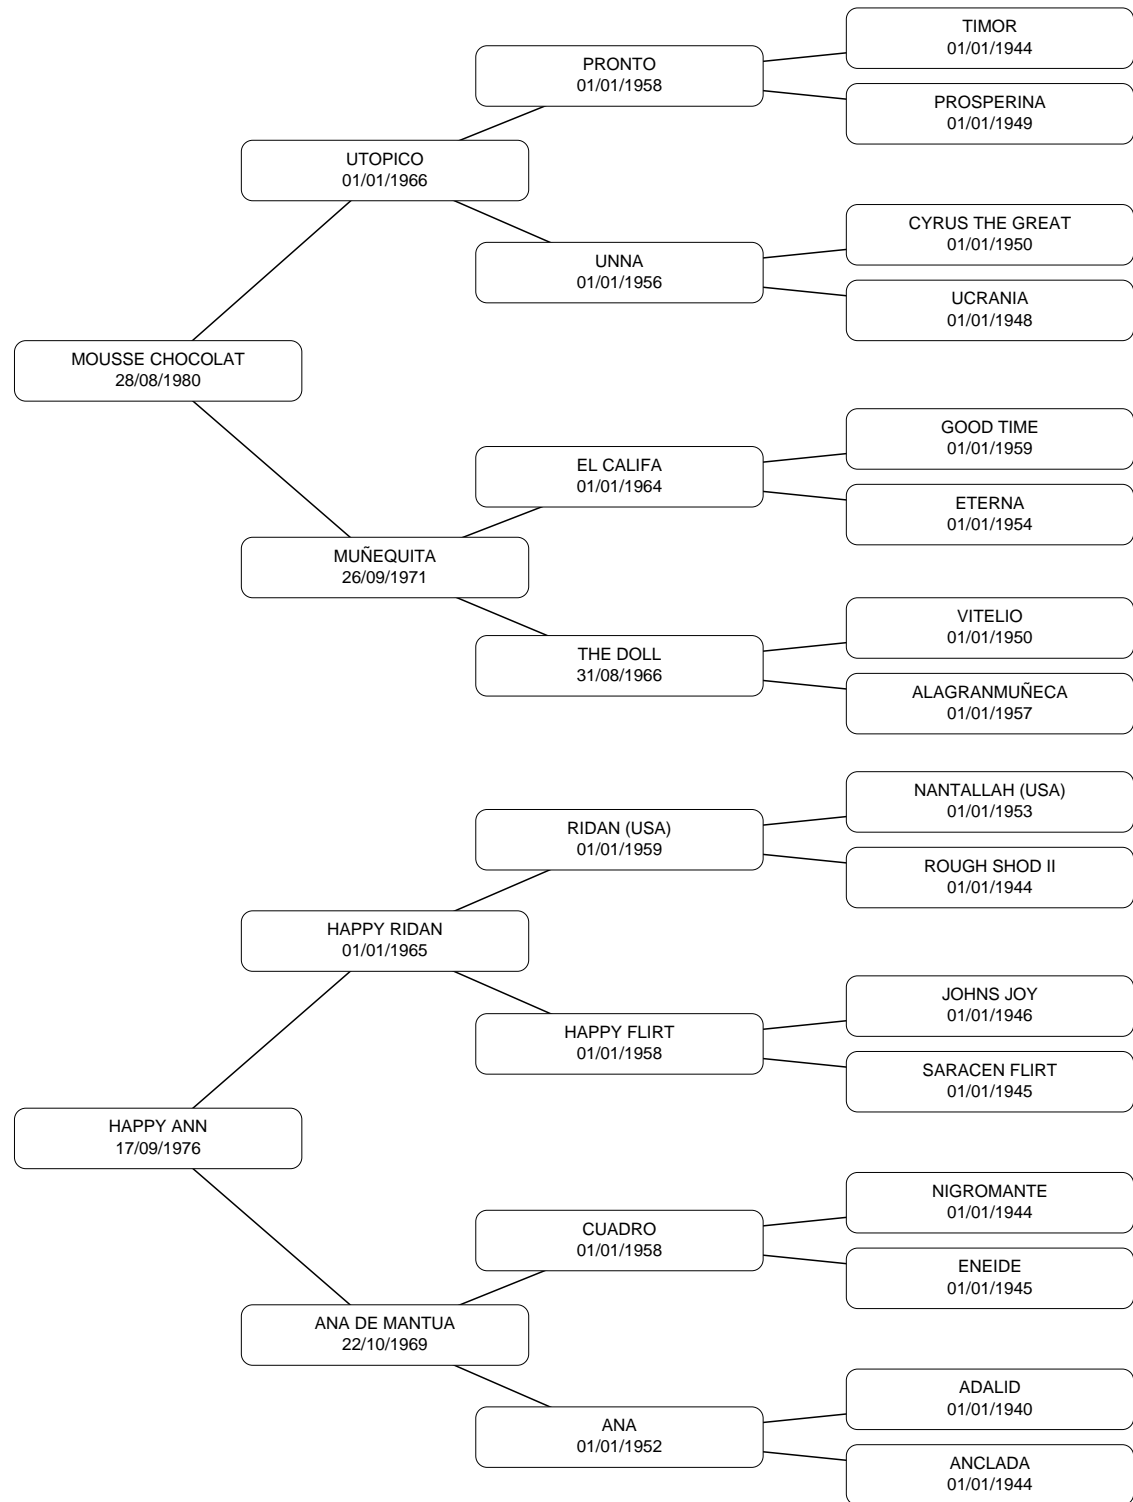 TIMOR
01/01/1944
PRONTO
01/01/1958
PROSPERINA
01/01/1949
UTOPICO
01/01/1966
CYRUS THE GREAT
01/01/1950
UNNA
01/01/1956
UCRANIA
01/01/1948
MOUSSE CHOCOLAT
28/08/1980
GOOD TIME
01/01/1959
EL CALIFA
01/01/1964
ETERNA
01/01/1954
MUÑEQUITA
26/09/1971
VITELIO
01/01/1950
THE DOLL
31/08/1966
ALAGRANMUÑECA
01/01/1957
NANTALLAH (USA)
01/01/1953
RIDAN (USA)
01/01/1959
ROUGH SHOD II
01/01/1944
HAPPY RIDAN
01/01/1965
JOHNS JOY
01/01/1946
HAPPY FLIRT
01/01/1958
SARACEN FLIRT
01/01/1945
HAPPY ANN
17/09/1976
NIGROMANTE
01/01/1944
CUADRO
01/01/1958
ENEIDE
01/01/1945
ANA DE MANTUA
22/10/1969
ADALID
01/01/1940
ANA
01/01/1952
ANCLADA
01/01/1944